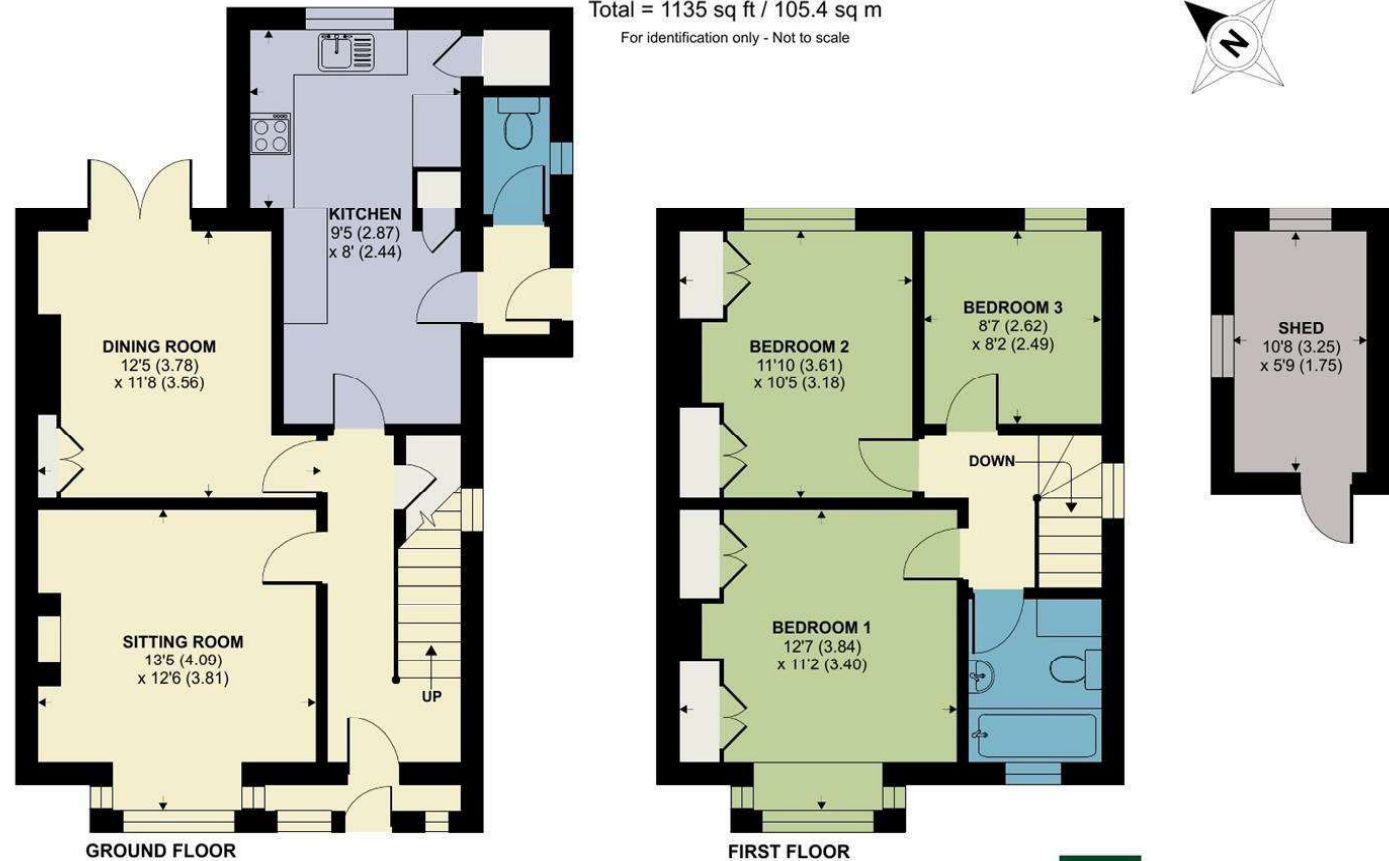 Total = 1135 sq ft / 105.4 sq m
For identification only - Not to scale
N
KITCHEN
9'5 (2.87)
x 8' (2.44)
DINING ROOM
12'5 (3.78)
x 11'8 (3.56)
SITTING ROOM
13'5 (4.09)
x 12'6 (3.81)
UP
GROUND FLOOR
BEDROOM 2
11'10 (3.61)
x 10'5 (3.18)
BEDROOM 3
8'7 (2.62)
x 8'2 (2.49)
DOWN
BEDROOM 1
12'7 (3.84)
x 11'2 (3.40)
FIRST FLOOR
SHED
10'8 (3.25)
x 5'9 (1.75)